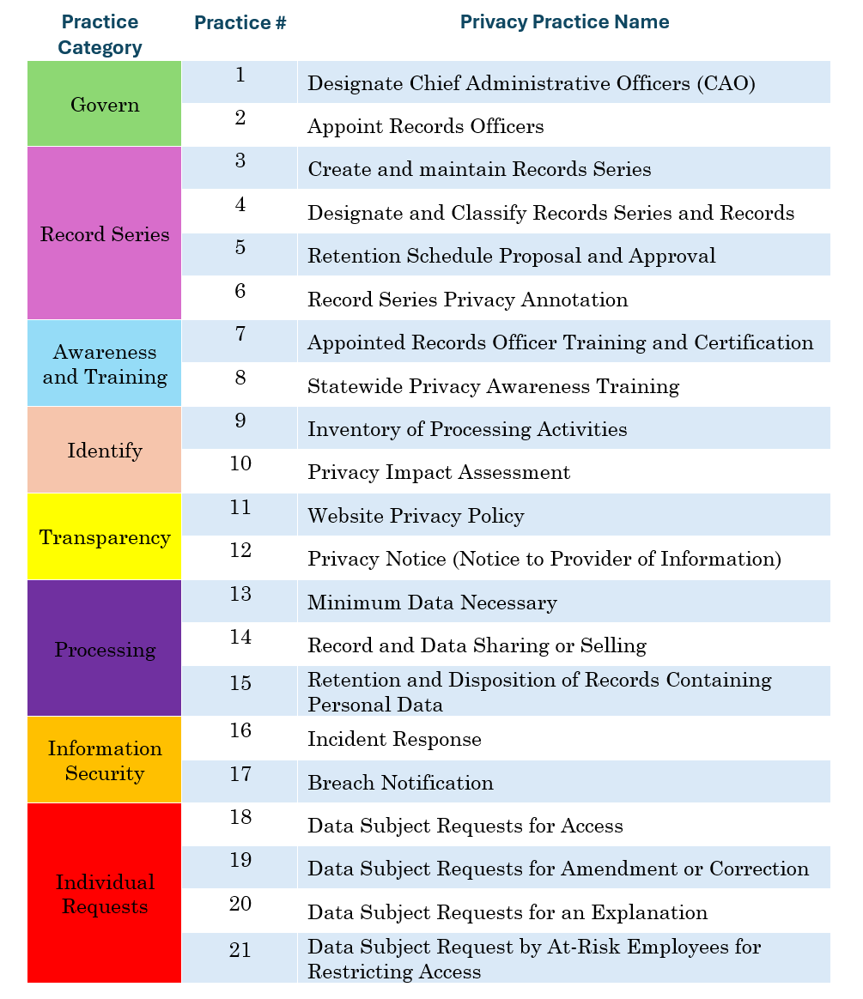 Practice Category Practice # Privacy Practice Name
Govern
1 Designate Chief Administrative Officers (CAO)
2 Appoint Records Officers
Record Series
3 Create and maintain Records Series
4 Designate and Classify Records Series and Records
5 Retention Schedule Proposal and Approval
6 Record Series Privacy Annotation
Awareness
and Training
7 Appointed Records Officer Training and Certification
8 Statewide Privacy Awareness Training
Identify
9 Inventory of Processing Activities
10 Privacy Impact Assessment
Transparency
11 Website Privacy Policy
12 Privacy Notice (Notice to Provider of Information)
Processing
13 Minimum Data Necessary
14 Record and Data Sharing or Selling
15 Retention and Disposition of Records Containing
Personal Data
Information
Security
16 Incident Response
17 Breach Notification
Individual
Requests
18 Data Subject Requests for Access
19 Data Subject Requests for Amendment or Correction
20 Data Subject Requests for an Explanation
21 Data Subject Request by At-Risk Employees for
Restricting Access